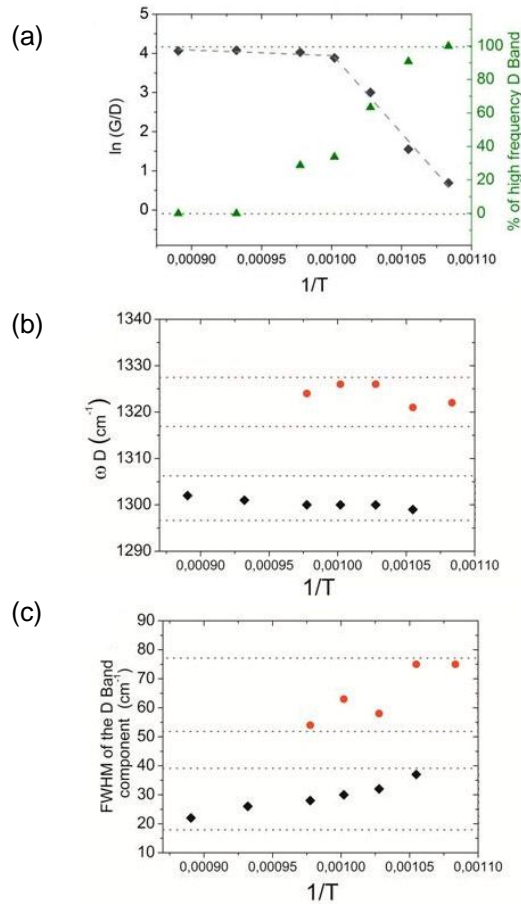 (a)
5
4
3
2
1
0
ln (G/D)
100
80
60
40
20
0
% of high frequency D Band
0,00090 0,00095 0,00100 0,00105 0,00110
1/T
(b)
1340
1330
1320
1310
1300
1290
ω D (cm⁻¹)
0,00090 0,00095 0,00100 0,00105 0,00110
1/T
(c)
90
80
70
60
50
40
30
20
10
FWHM of the D Band
component (cm⁻¹)
0,00090 0,00095 0,00100 0,00105 0,00110
1/T